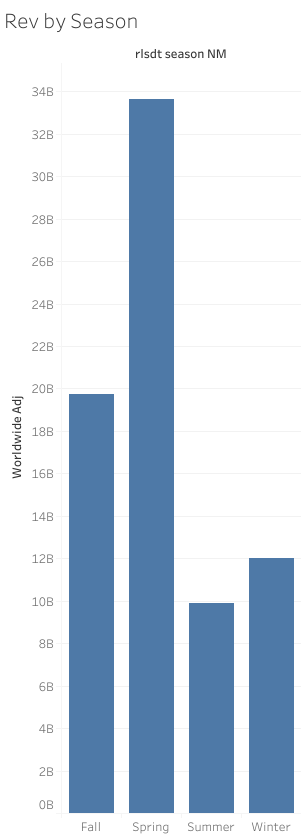 Rev by Season
rlsdt season NM
34B
32B
30B
28B
26B
24B
22B
20B
18B
16B
14B
12B
10B
8B
6B
4B
2B
0B
Worldwide Adj
Fall Spring Summer Winter